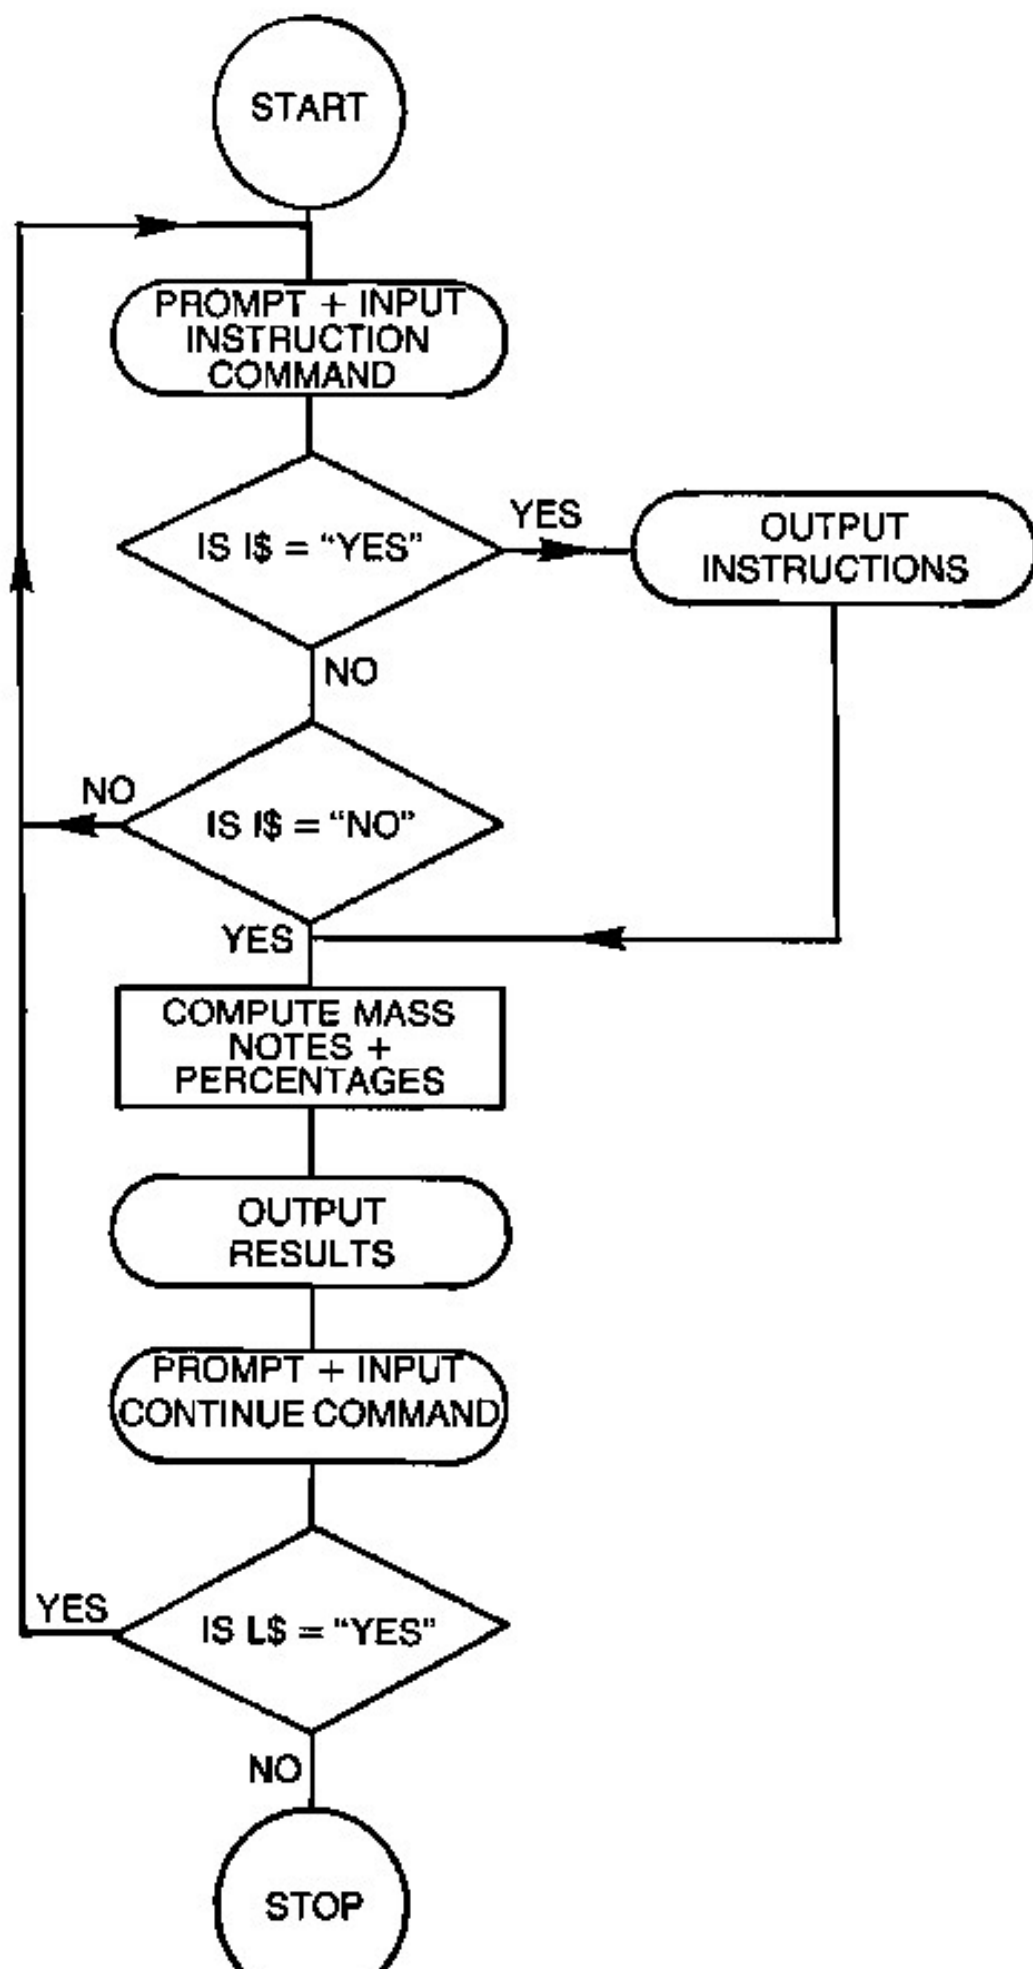 START
PROMPT + INPUT
INSTRUCTION
COMMAND
IS I$ = “YES”
YES
OUTPUT
INSTRUCTIONS
NO
IS I$ = “NO”
NO
YES
COMPUTE MASS
NOTES +
PERCENTAGES
OUTPUT
RESULTS
PROMPT + INPUT
CONTINUE COMMAND
IS L$ = “YES”
YES
NO
STOP